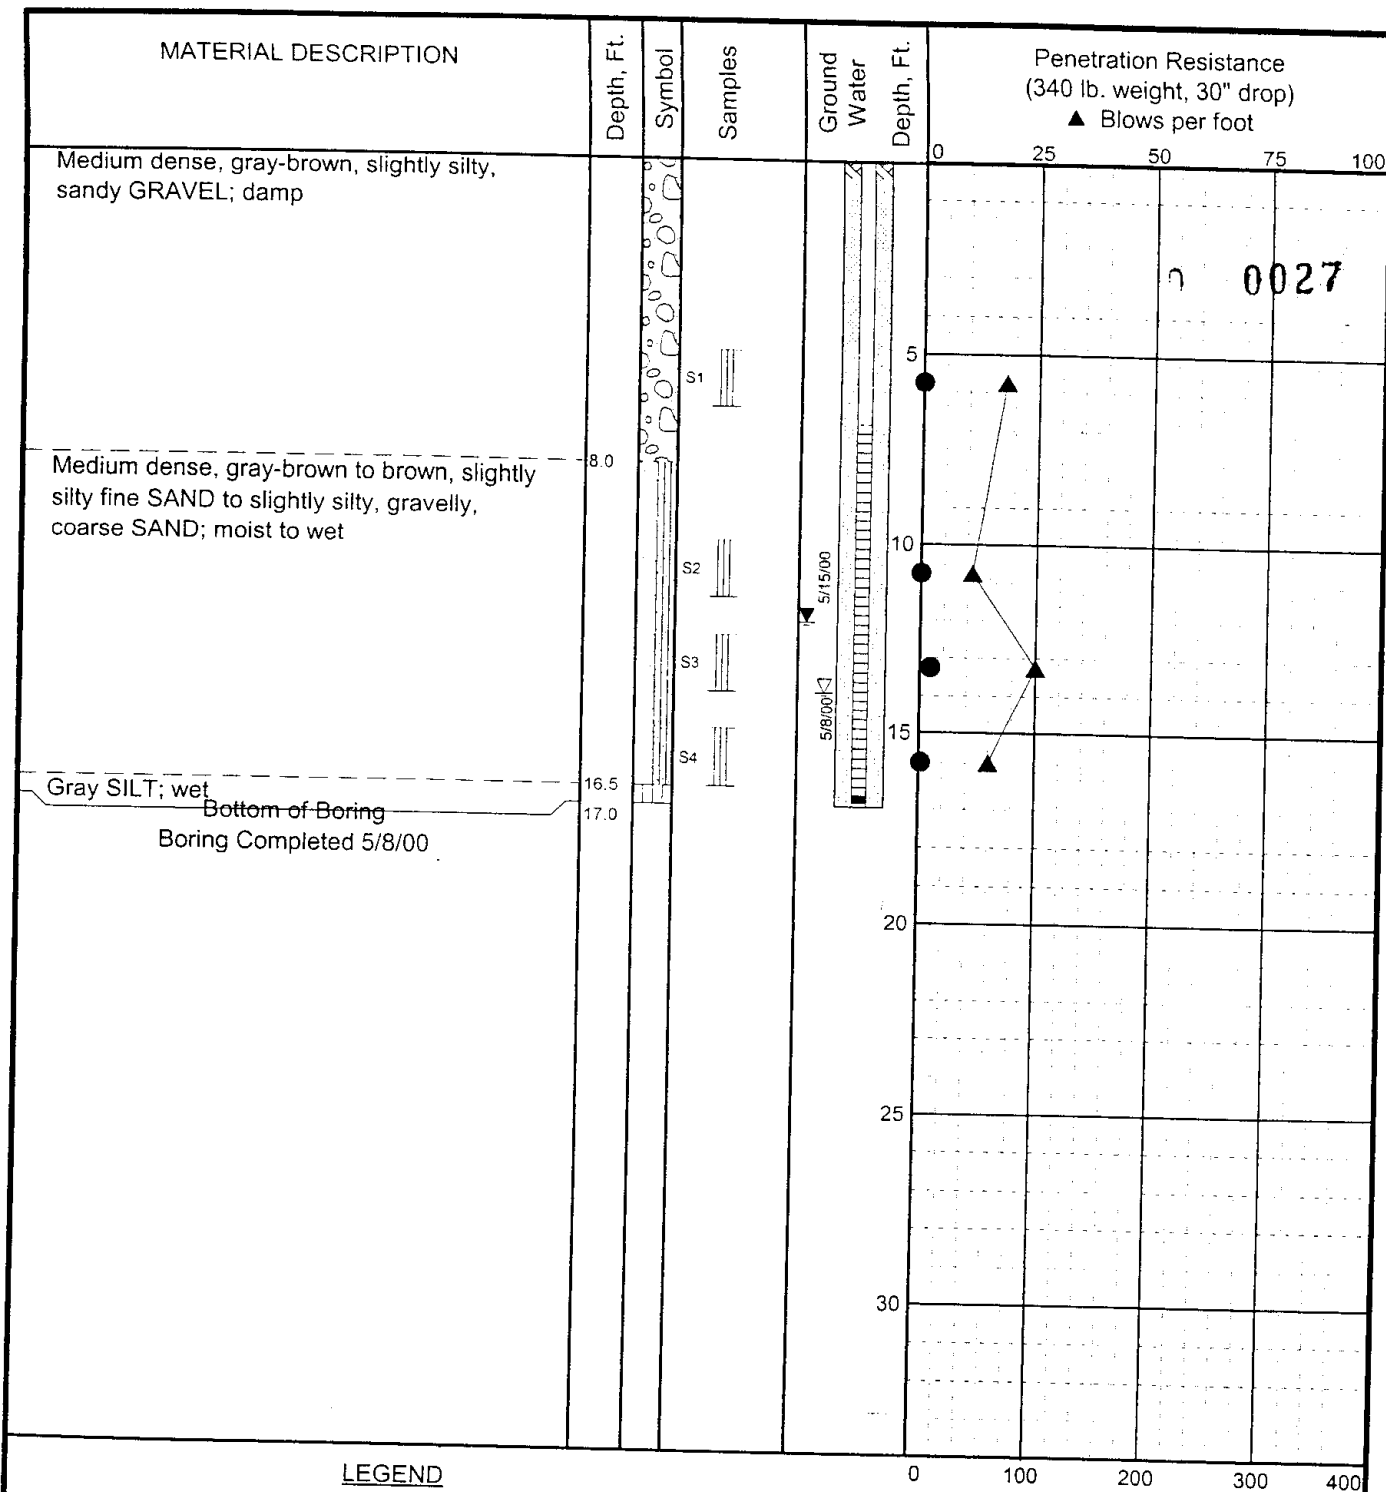 MATERIAL DESCRIPTION
Depth, Ft.
Symbol
Samples
Ground
Water
Depth, Ft.
Penetration Resistance
(340 lb. weight, 30" drop)
▲ Blows per foot
0 25 50 75 100
Medium dense, gray-brown, slightly silty,
sandy GRAVEL; damp
0027
5
S1
8.0
Medium dense, gray-brown to brown, slightly
silty fine SAND to slightly silty, gravelly,
coarse SAND; moist to wet
10
S2
5/15/00
S3
5/8/00
15
S4
16.5
Gray SILT; wet
Bottom of Boring
17.0
Boring Completed 5/8/00
20
25
30
LEGEND
0 100 200 300 400